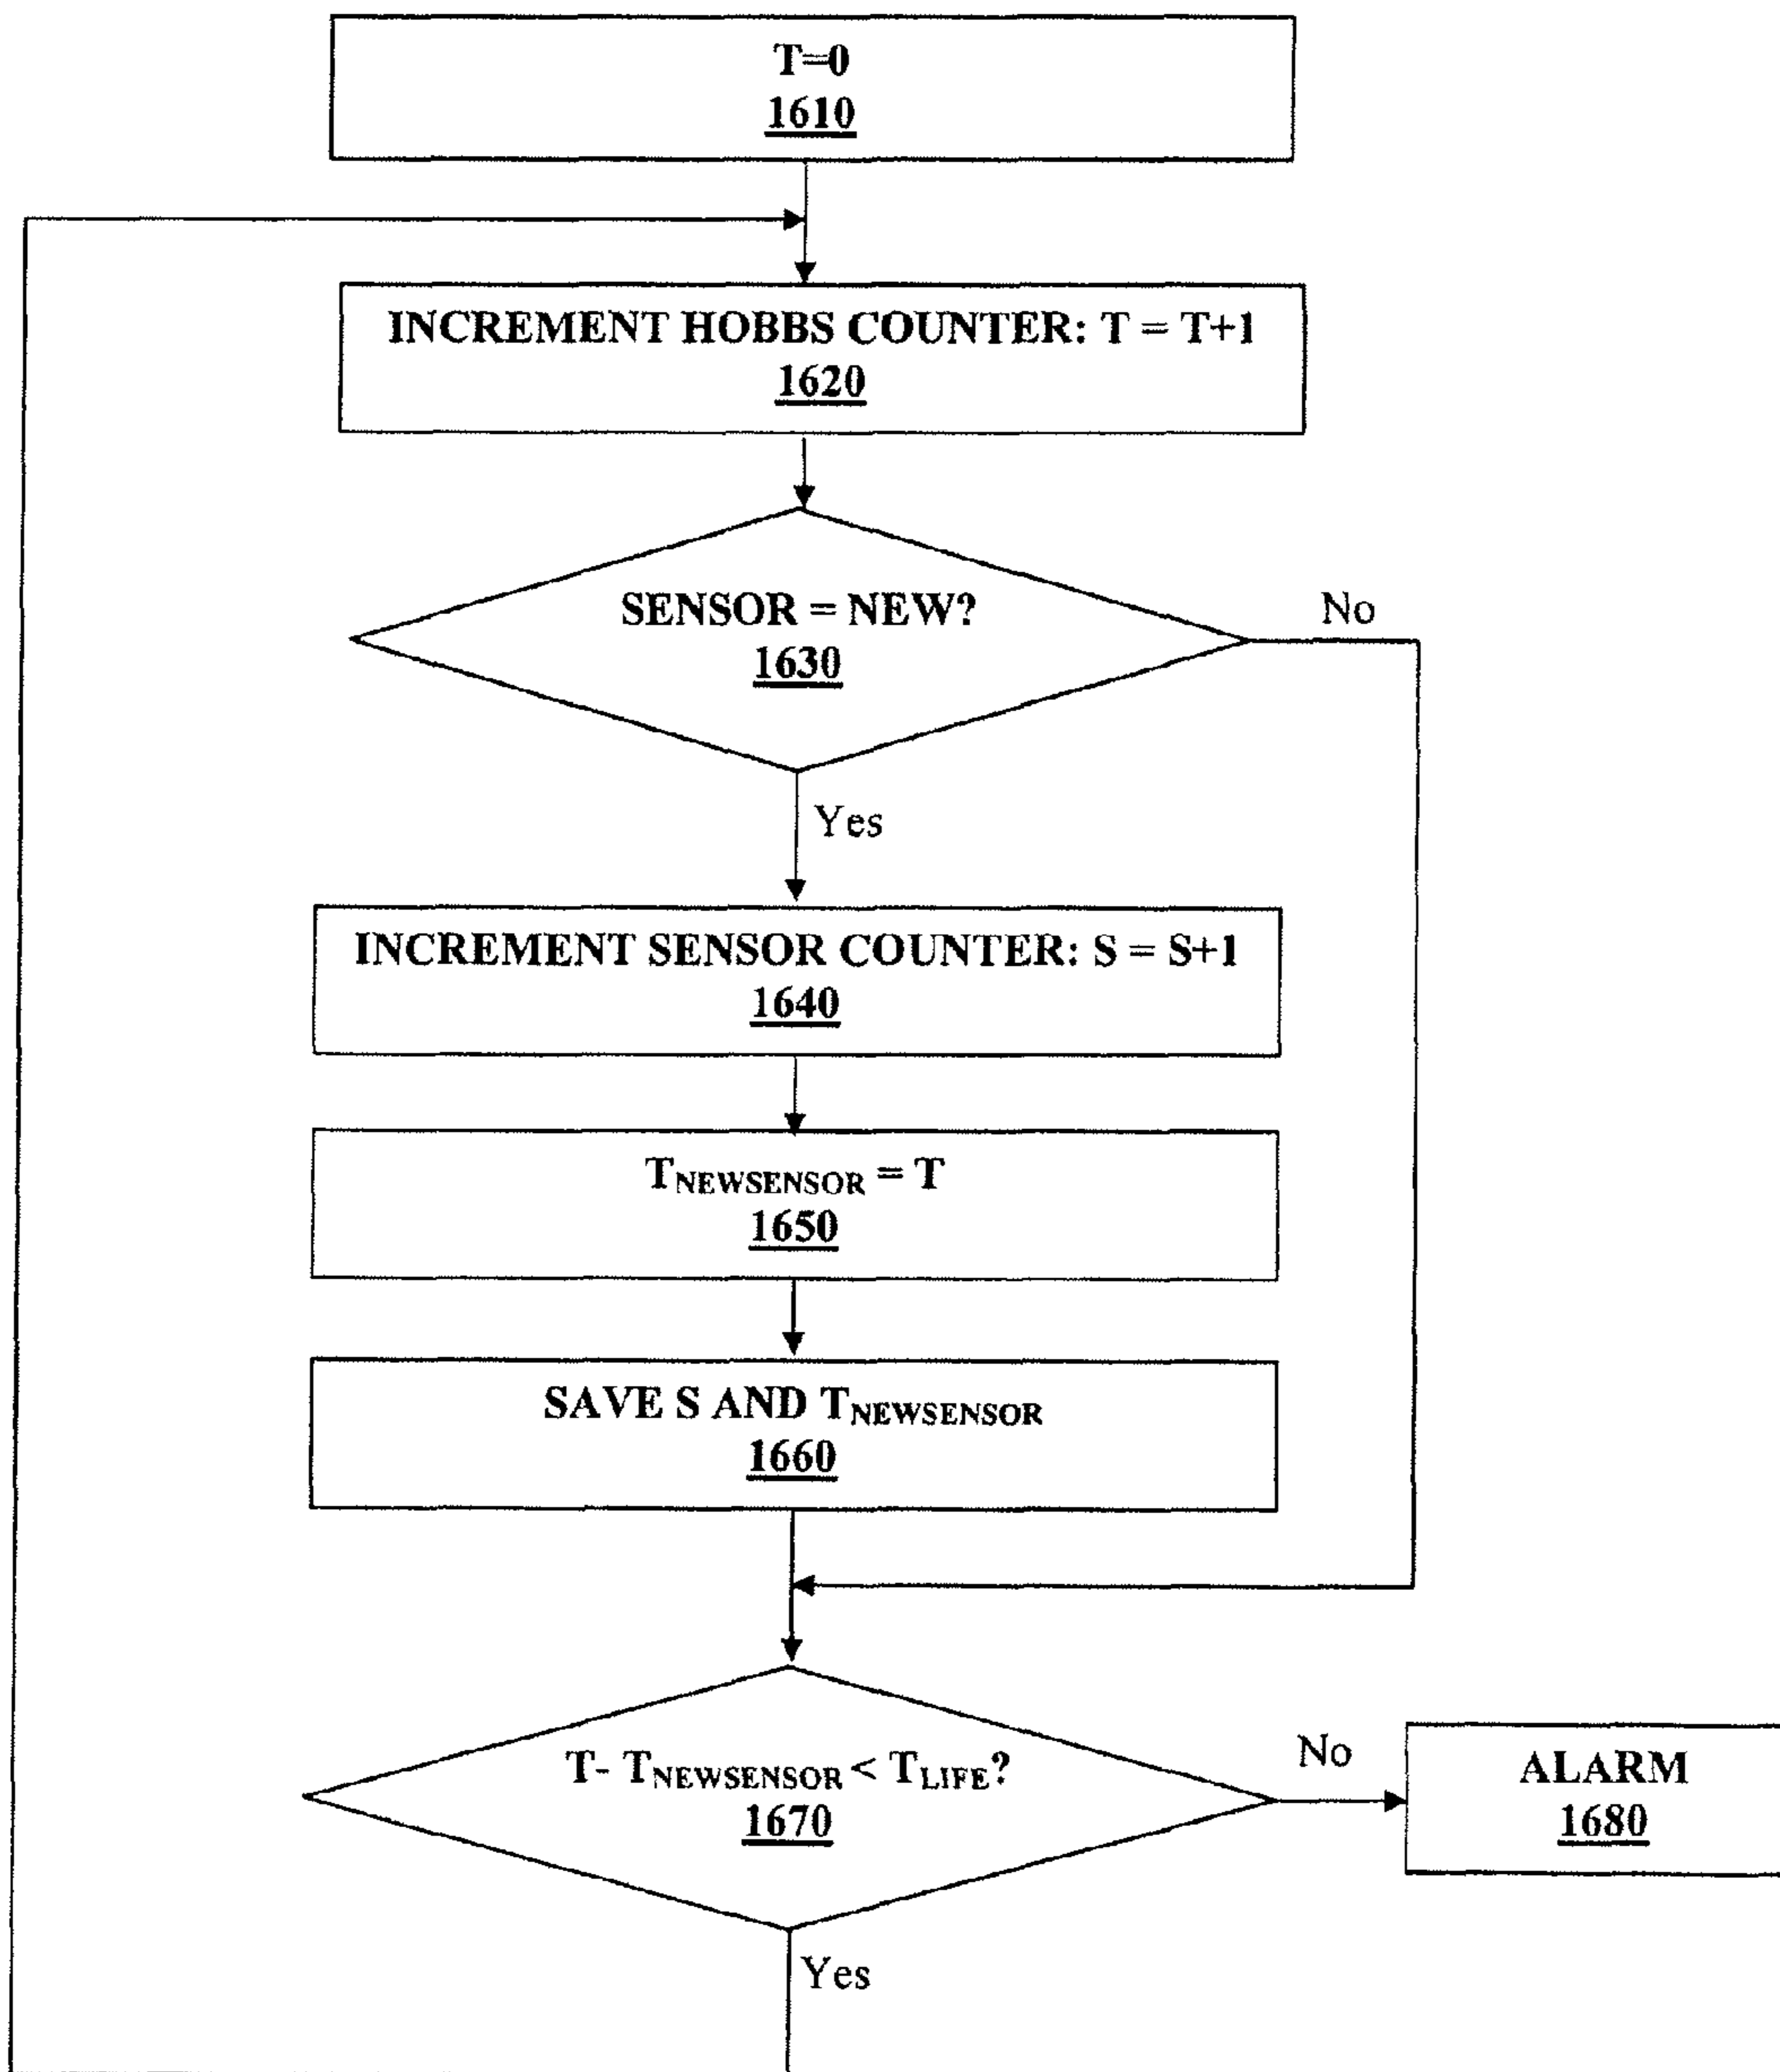 T=0
1610
INCREMENT HOBBS COUNTER: T = T+1
1620
SENSOR = NEW?
1630
No
Yes
INCREMENT SENSOR COUNTER: S = S+1
1640
TNEWSENSOR = T
1650
SAVE S AND TNEWSENSOR
1660
T- TNEWSENSOR < TLIFE?
1670
No
ALARM
1680
Yes